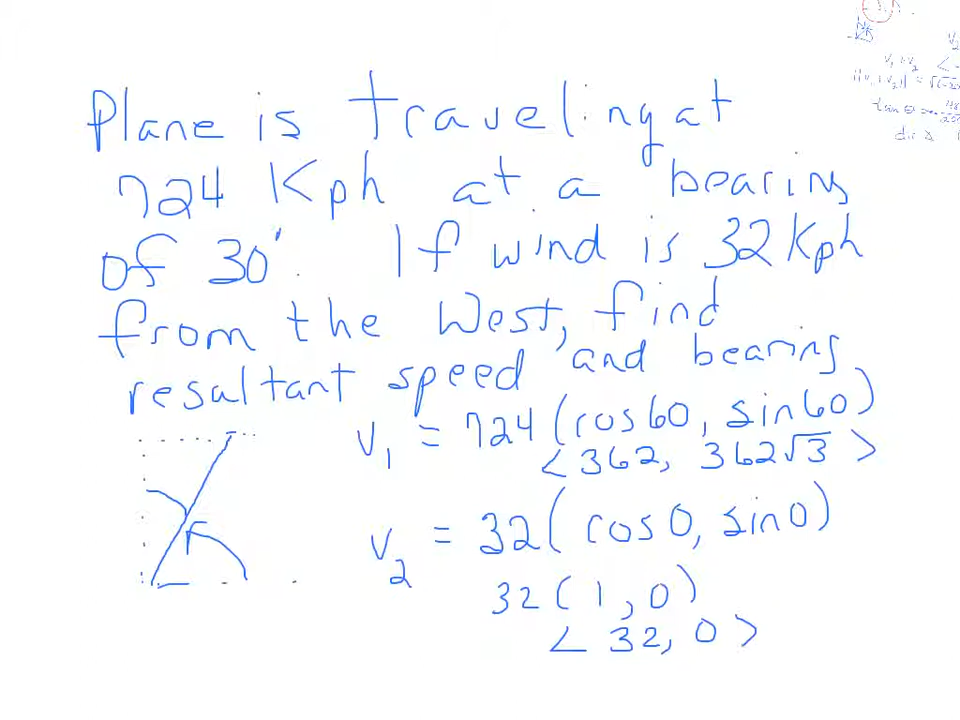 Plane is traveling at
724 Kph at a bearing
of 30°. If wind is 32 Kph
from the West, find
resultant speed and bearing
v₁ = 724 (cos60, sin60)
< 362, 362√3 >
v₂ = 32 (cos0, sin0)
32 (1, 0)
< 32, 0 >